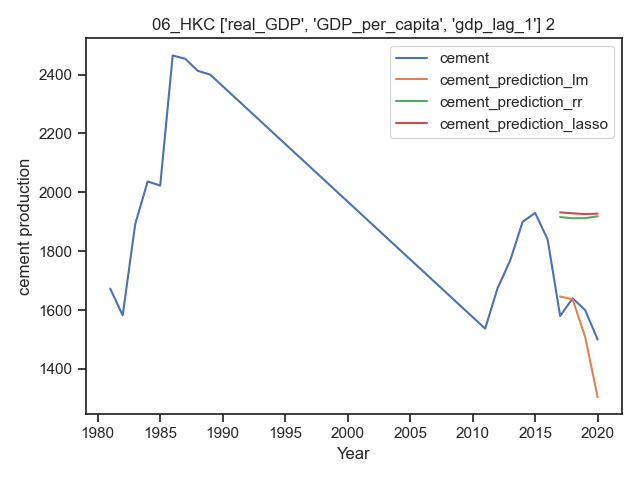 06_HKC ['real_GDP', 'GDP_per_capita', 'gdp_lag_1'] 2
cement
cement_prediction_lm
cement_prediction_rr
cement_prediction_lasso
cement production
2400
2200
2000
1800
1600
1400
1980 1985 1990 1995 2000 2005 2010 2015 2020
Year